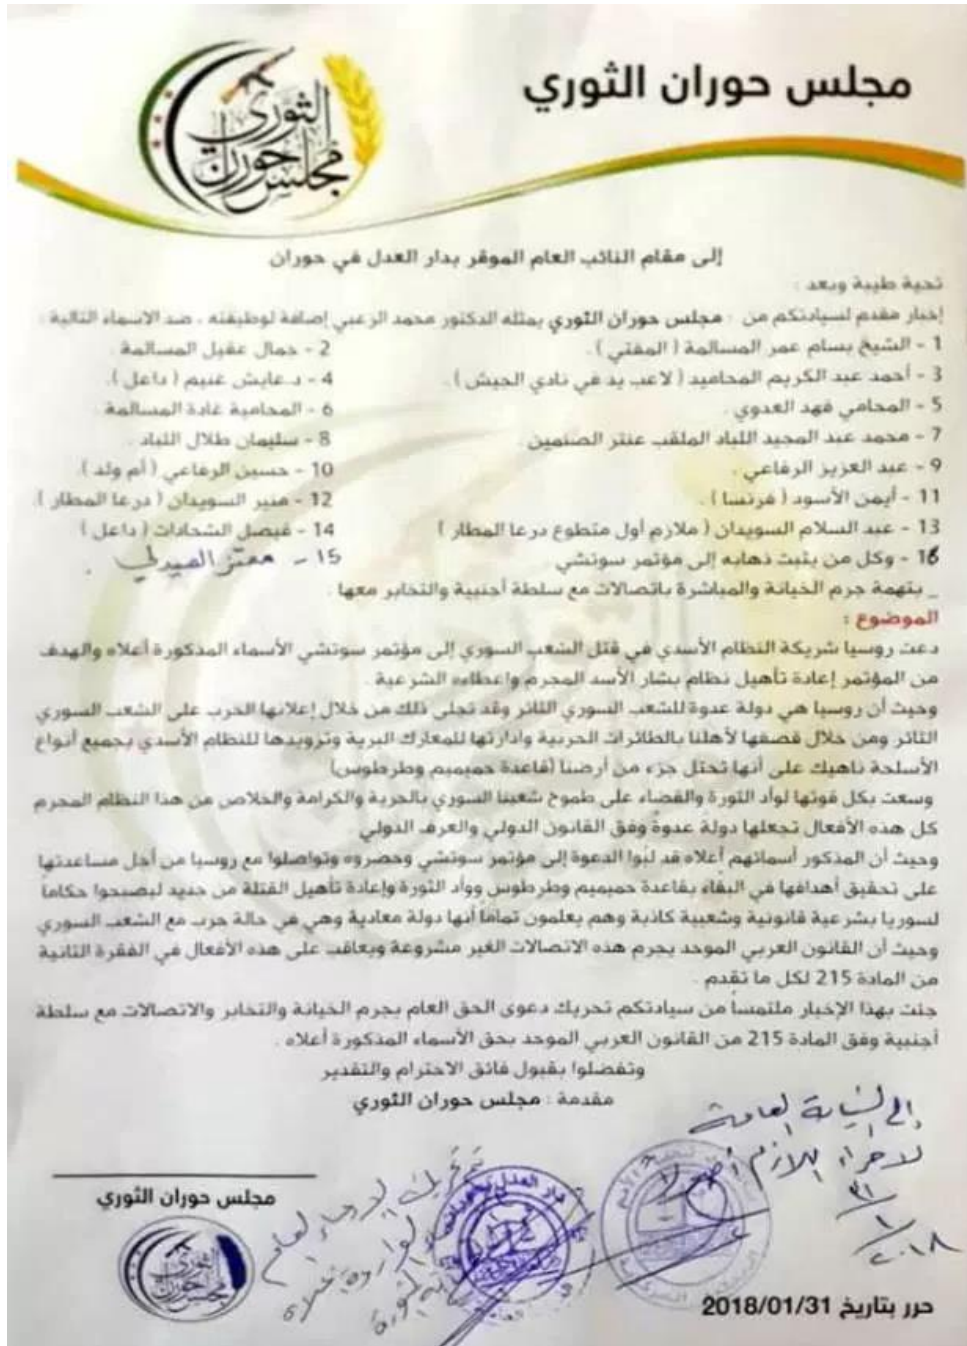 مجلس حوران الثوري
الثوري
مجلس حوران
إلى مقام النائب العام الموقر بدار العدل في حوران
تحية طيبة وبعد :
إخبار مقدم لسيادتكم من : مجلس حوران الثوري يمثله الدكتور محمد الزعبي إضافة لوظيفته ، ضد الاسماء التالية :
1 - الشيخ بسام عمر المسالمة ( المفتي ) . 2 - جمال عقيل المسالمة .
3 - أحمد عبد الكريم المحاميد ( لاعب يد في نادي الجيش ) . 4 - د.عايش غنيم ( داعل ).
5 - المحامي فهد العدوي . 6 - المحامية غادة المسالمة .
7 - محمد عبد المجيد اللباد الملقب عنتر الصنمين . 8 - سليمان طلال اللباد .
9 - عبد العزيز الرفاعي . 10 - حسين الرفاعي ( أم ولد ).
11 - أيمن الأسود ( فرنسا ) . 12 - منير السويدان ( درعا المطار ).
13 - عبد السلام السويدان ( ملازم أول متطوع درعا المطار ) 14 - فيصل الشحادات ( داعل )
16 - وكل من يثبت ذهابه إلى مؤتمر سوتشي 15 - معتز الصيدلي .
_ بتهمة جرم الخيانة والمباشرة باتصالات مع سلطة أجنبية والتخابر معها .
الموضوع :
دعت روسيا شريكة النظام الأسدي في قتل الشعب السوري إلى مؤتمر سوتشي الأسماء المذكورة أعلاه والهدف
من المؤتمر إعادة تأهيل نظام بشار الأسد المجرم واعطاءه الشرعية .
وحيث أن روسيا هي دولة عدوة للشعب السوري الثائر وقد تجلى ذلك من خلال إعلانها الحرب على الشعب السوري
الثائر ومن خلال قصفها لأهلنا بالطائرات الحربية وادارتها للمعارك البرية وتزويدها للنظام الأسدي بجميع أنواع
الأسلحة ناهيك على أنها تحتل جزء من أرضنا (قاعدة حميميم وطرطوس)
وسعت بكل قوتها لوأد الثورة والقضاء على طموح شعبنا السوري بالحرية والكرامة والخلاص من هذا النظام المجرم
كل هذه الأفعال تجعلها دولة عدوة وفق القانون الدولي والعرف الدولي
وحيث أن المذكور أسمائهم أعلاه قد لبوا الدعوة إلى مؤتمر سوتشي وحضروه وتواصلوا مع روسيا من أجل مساعدتها
على تحقيق أهدافها في البقاء بقاعدة حميميم وطرطوس ووأد الثورة وإعادة تأهيل القتلة من جديد ليصبحوا حكاما
لسوريا بشرعية قانونية وشعبية كاذبة وهم يعلمون تماماً أنها دولة معادية وهي في حالة حرب مع الشعب السوري
وحيث أن القانون العربي الموحد يجرم هذه الاتصالات الغير مشروعة ويعاقب على هذه الأفعال في الفقرة الثانية
من المادة 215 لكل ما تقدم .
جئت بهذا الإخبار ملتمساً من سيادتكم تحريك دعوى الحق العام بجرم الخيانة والتخابر والاتصالات مع سلطة
أجنبية وفق المادة 215 من القانون العربي الموحد بحق الأسماء المذكورة أعلاه .
وتفضلوا بقبول فائق الاحترام والتقدير
مقدمة : مجلس حوران الثوري
إلى النيابة العامة
لاجراء اللازم
٣١
١
٢٠١٨
مجلس حوران الثوري
الثوري
مجلس حوران
دار العدل
حرر بتاريخ 2018/01/31